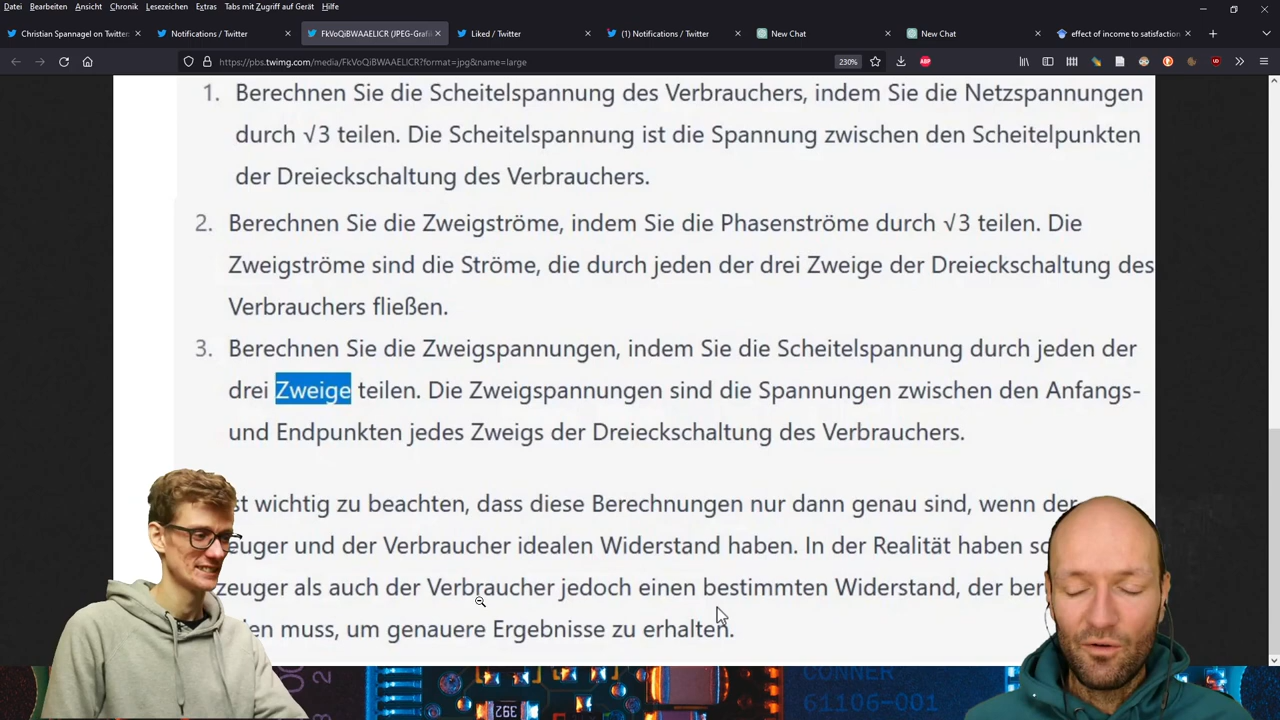 Datei Bearbeiten Ansicht Chronik Lesezeichen Extras Tabs mit Zugriff auf Gerät Hilfe
Christian Spannagel on Twitter: Notifications / Twitter FkVoQiBWAAELICR (JPEG-Grafi Liked / Twitter (1) Notifications / Twitter New Chat New Chat effect of income to satisfaction
https://pbs.twimg.com/media/FkVoQiBWAAELICR?format=jpg&name=large 230%
1. Berechnen Sie die Scheitelspannung des Verbrauchers, indem Sie die Netzspannungen
durch √3 teilen. Die Scheitelspannung ist die Spannung zwischen den Scheitelpunkten
der Dreieckschaltung des Verbrauchers.
2. Berechnen Sie die Zweigströme, indem Sie die Phasenströme durch √3 teilen. Die
Zweigströme sind die Ströme, die durch jeden der drei Zweige der Dreieckschaltung des
Verbrauchers fließen.
3. Berechnen Sie die Zweigspannungen, indem Sie die Scheitelspannung durch jeden der
drei Zweige teilen. Die Zweigspannungen sind die Spannungen zwischen den Anfangs-
und Endpunkten jedes Zweigs der Dreieckschaltung des Verbrauchers.
st wichtig zu beachten, dass diese Berechnungen nur dann genau sind, wenn der
euger und der Verbraucher idealen Widerstand haben. In der Realität haben so
zeuger als auch der Verbraucher jedoch einen bestimmten Widerstand, der ber
en muss, um genauere Ergebnisse zu erhalten.
CONNER
61106-001
392